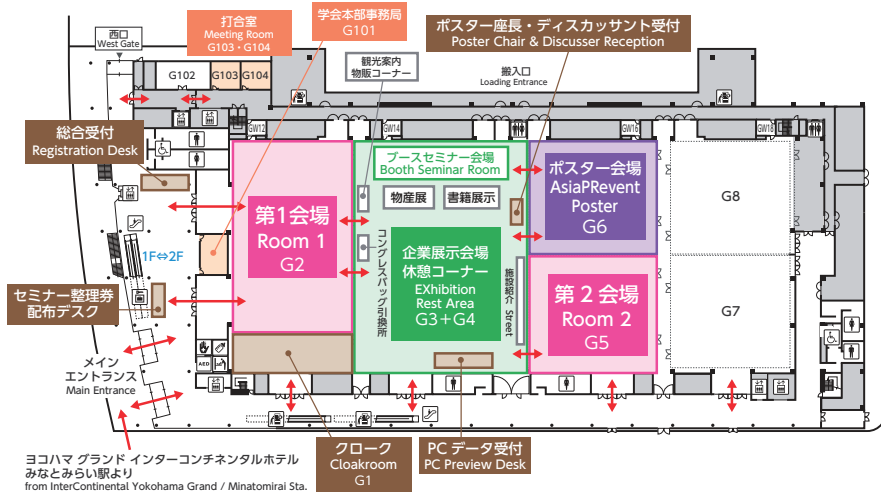 西口
West Gate
打合室
Meeting Room
G103・G104
学会本部事務局
G101
ポスター座長・ディスカッサント受付
Poster Chair & Discusser Reception
観光案内
物販コーナー
搬入口
Loading Entrance
G102
G103
G104
総合受付
Registration Desk
GW12
GW14
GW16
GW18
ブースセミナー会場
Booth Seminar Room
物産展
書籍展示
ポスター会場
AsiaPRevent
Poster
G6
G8
第1会場
Room 1
G2
1F⇔2F
コングレスバッグ引換所
企業展示会場
休憩コーナー
EXhibition
Rest Area
G3+G4
施設紹介 Street
第2会場
Room 2
G5
G7
セミナー整理券
配布デスク
AED
メイン
エントランス
Main Entrance
クローク
Cloakroom
G1
PC データ受付
PC Preview Desk
ヨコハマ グランド インターコンチネンタルホテル
みなとみらい駅より
from InterContinental Yokohama Grand / Minatomirai Sta.